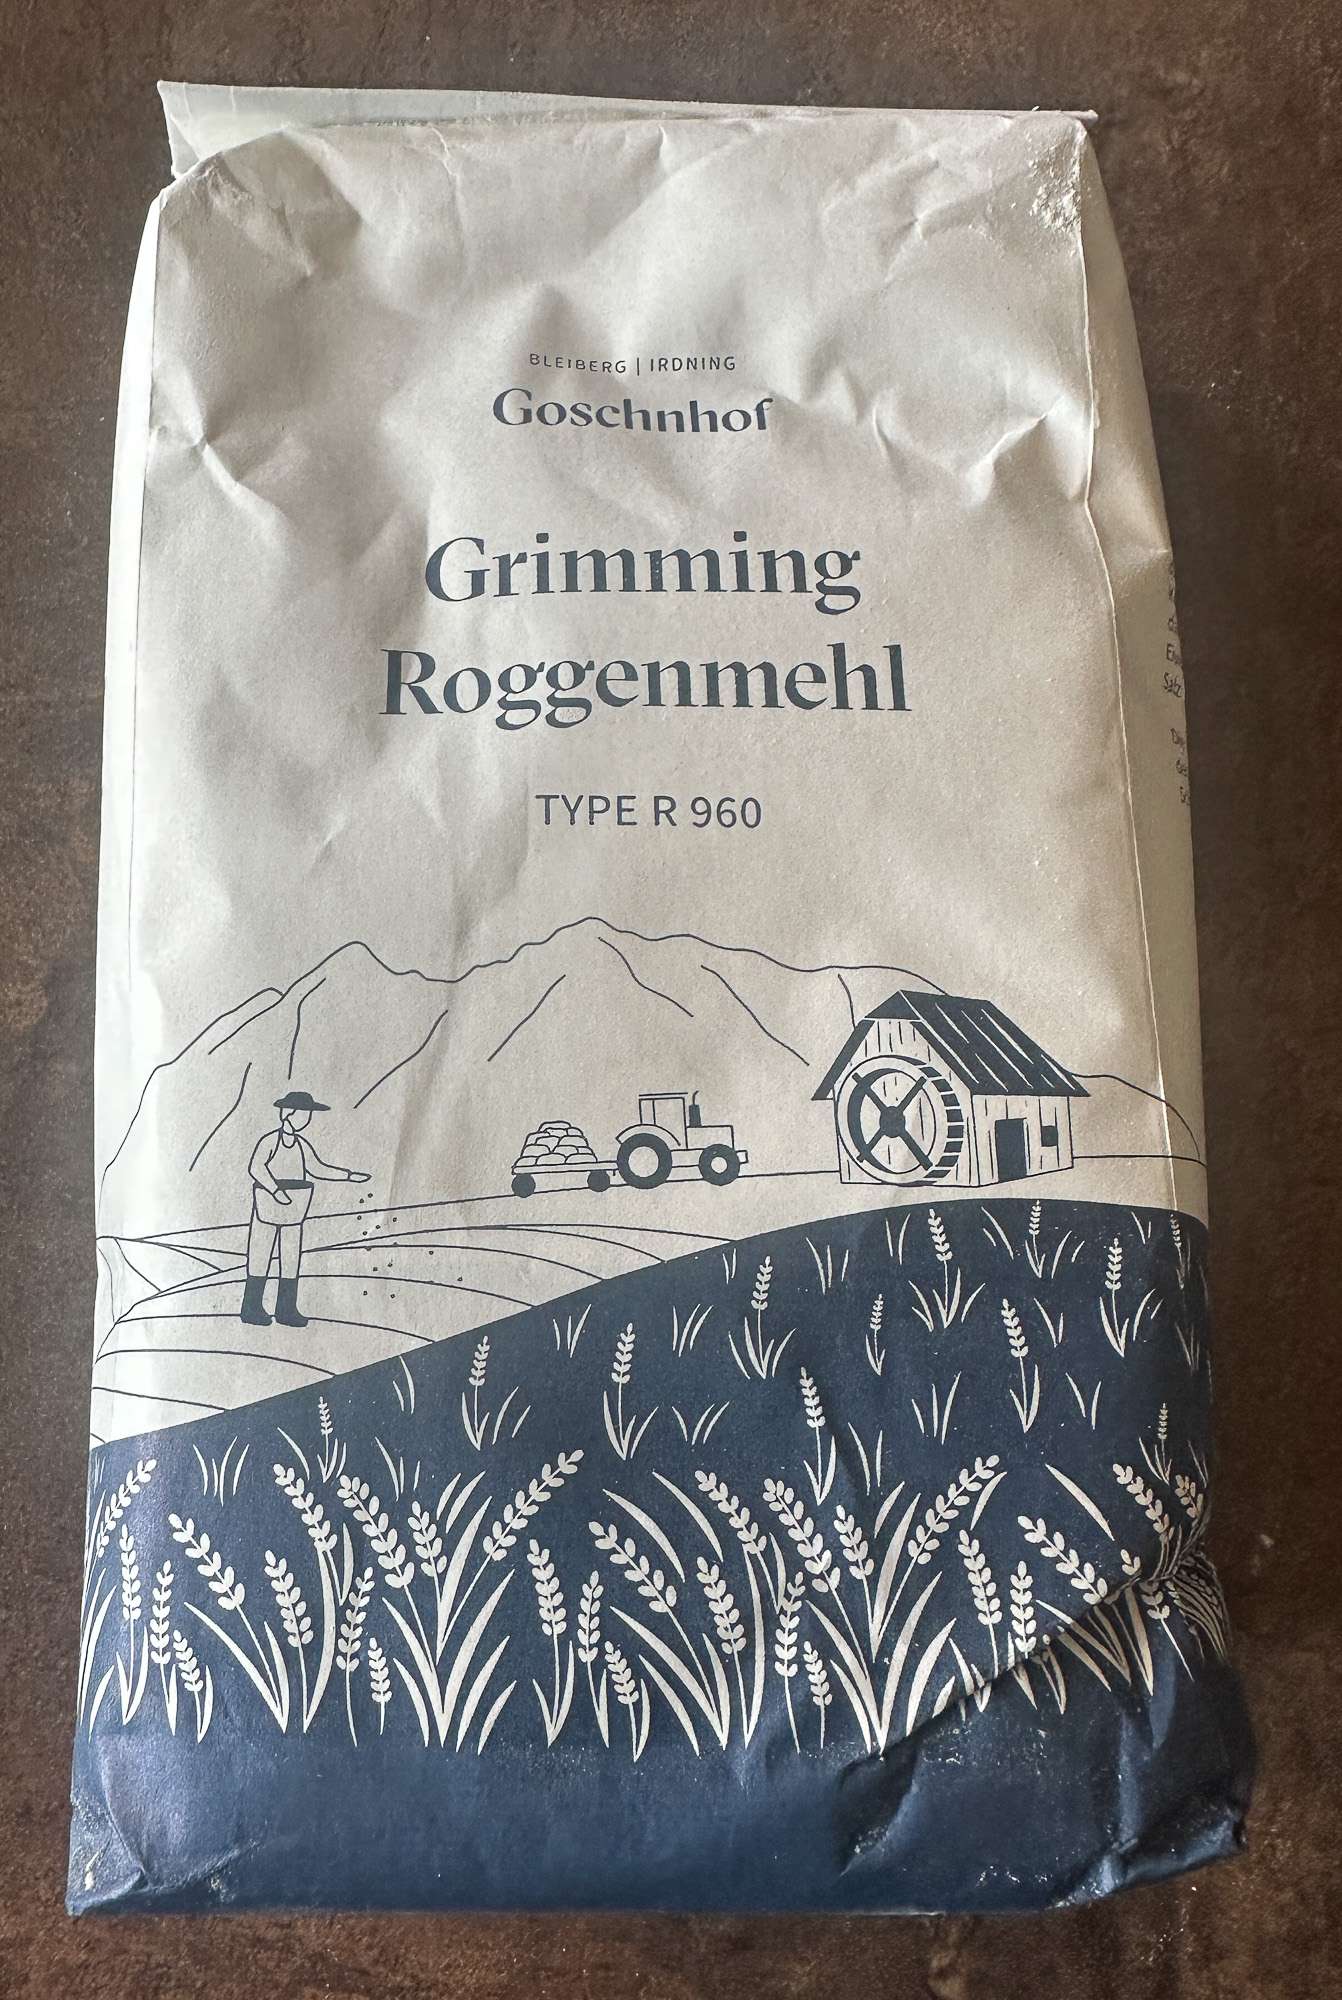 BLEIBERG | IRDNING
Goschnhof
Grimming
Roggenmehl
TYPE R 960